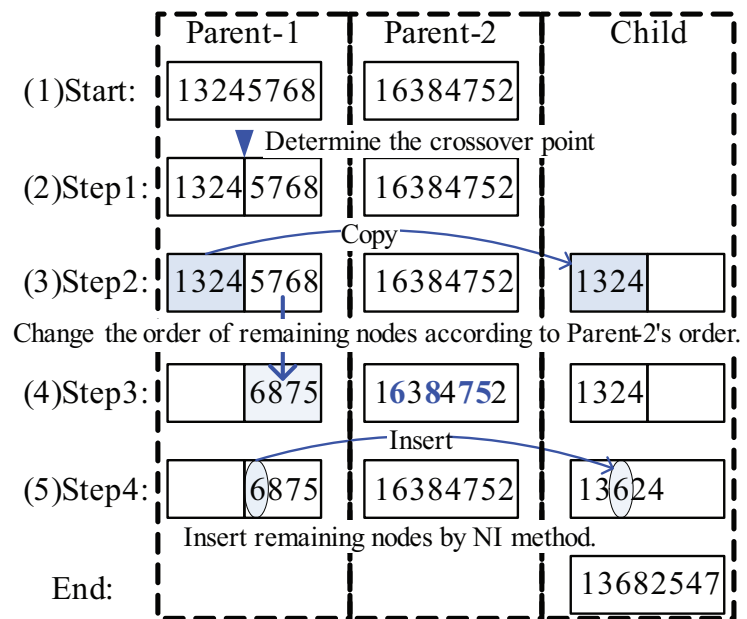 Parent-1 Parent-2 Child
(1)Start: 13245768 16384752
Determine the crossover point
(2)Step1: 1324 5768 16384752
Copy
(3)Step2: 1324 5768 16384752 1324
Change the order of remaining nodes according to Parent-2's order.
(4)Step3: 6875 16384752 1324
Insert
(5)Step4: 6875 16384752 13624
Insert remaining nodes by NI method.
End: 13682547